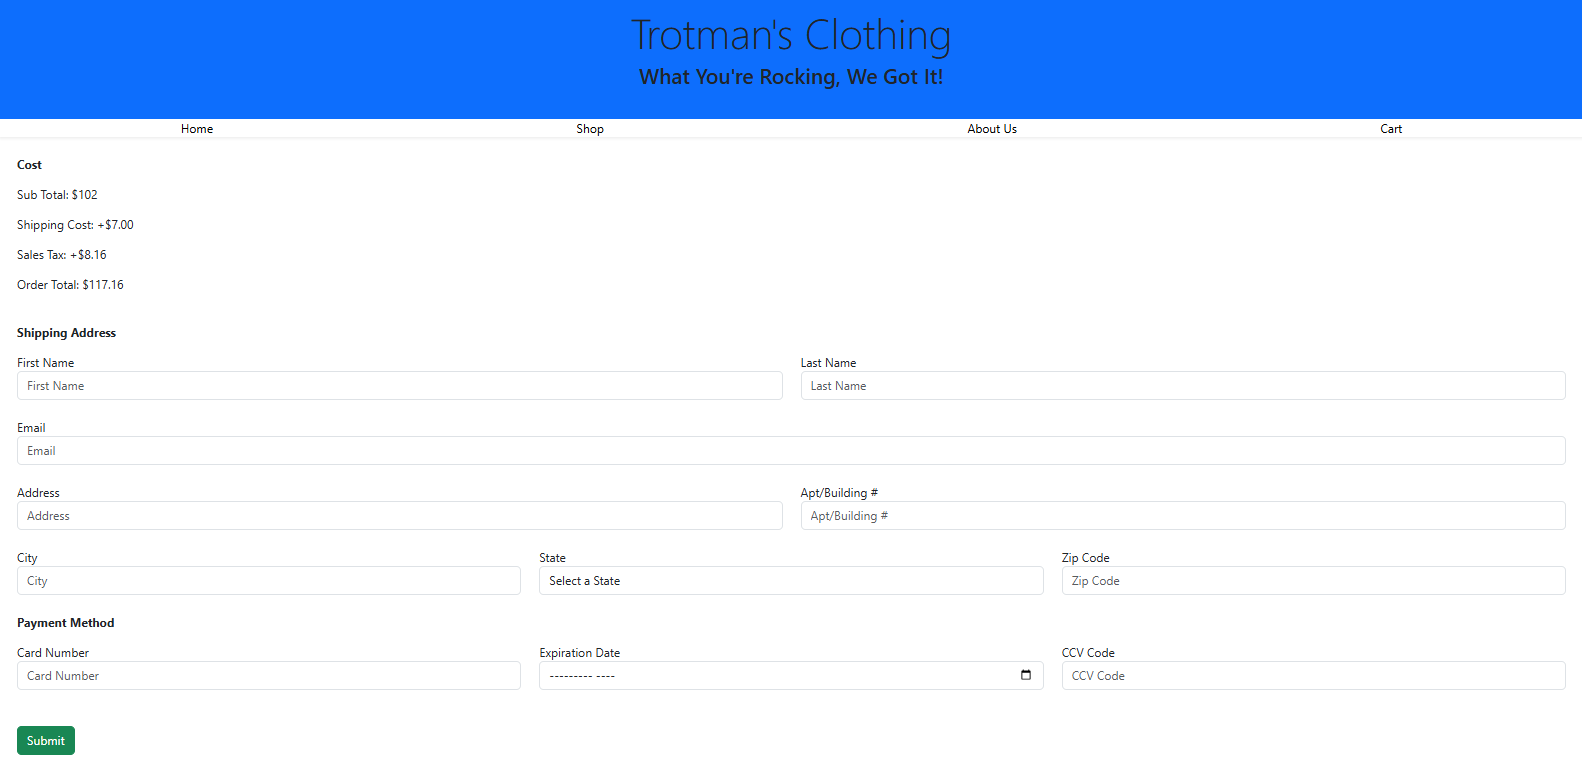 Trotman's Clothing
What You're Rocking, We Got It!
Home Shop About Us Cart
Cost
Sub Total: $102
Shipping Cost: +$7.00
Sales Tax: +$8.16
Order Total: $117.16
Shipping Address
First Name Last Name
First Name Last Name
Email
Email
Address Apt/Building #
Address Apt/Building #
City State Zip Code
City Select a State Zip Code
Payment Method
Card Number Expiration Date CCV Code
Card Number --------- ---- CCV Code
Submit